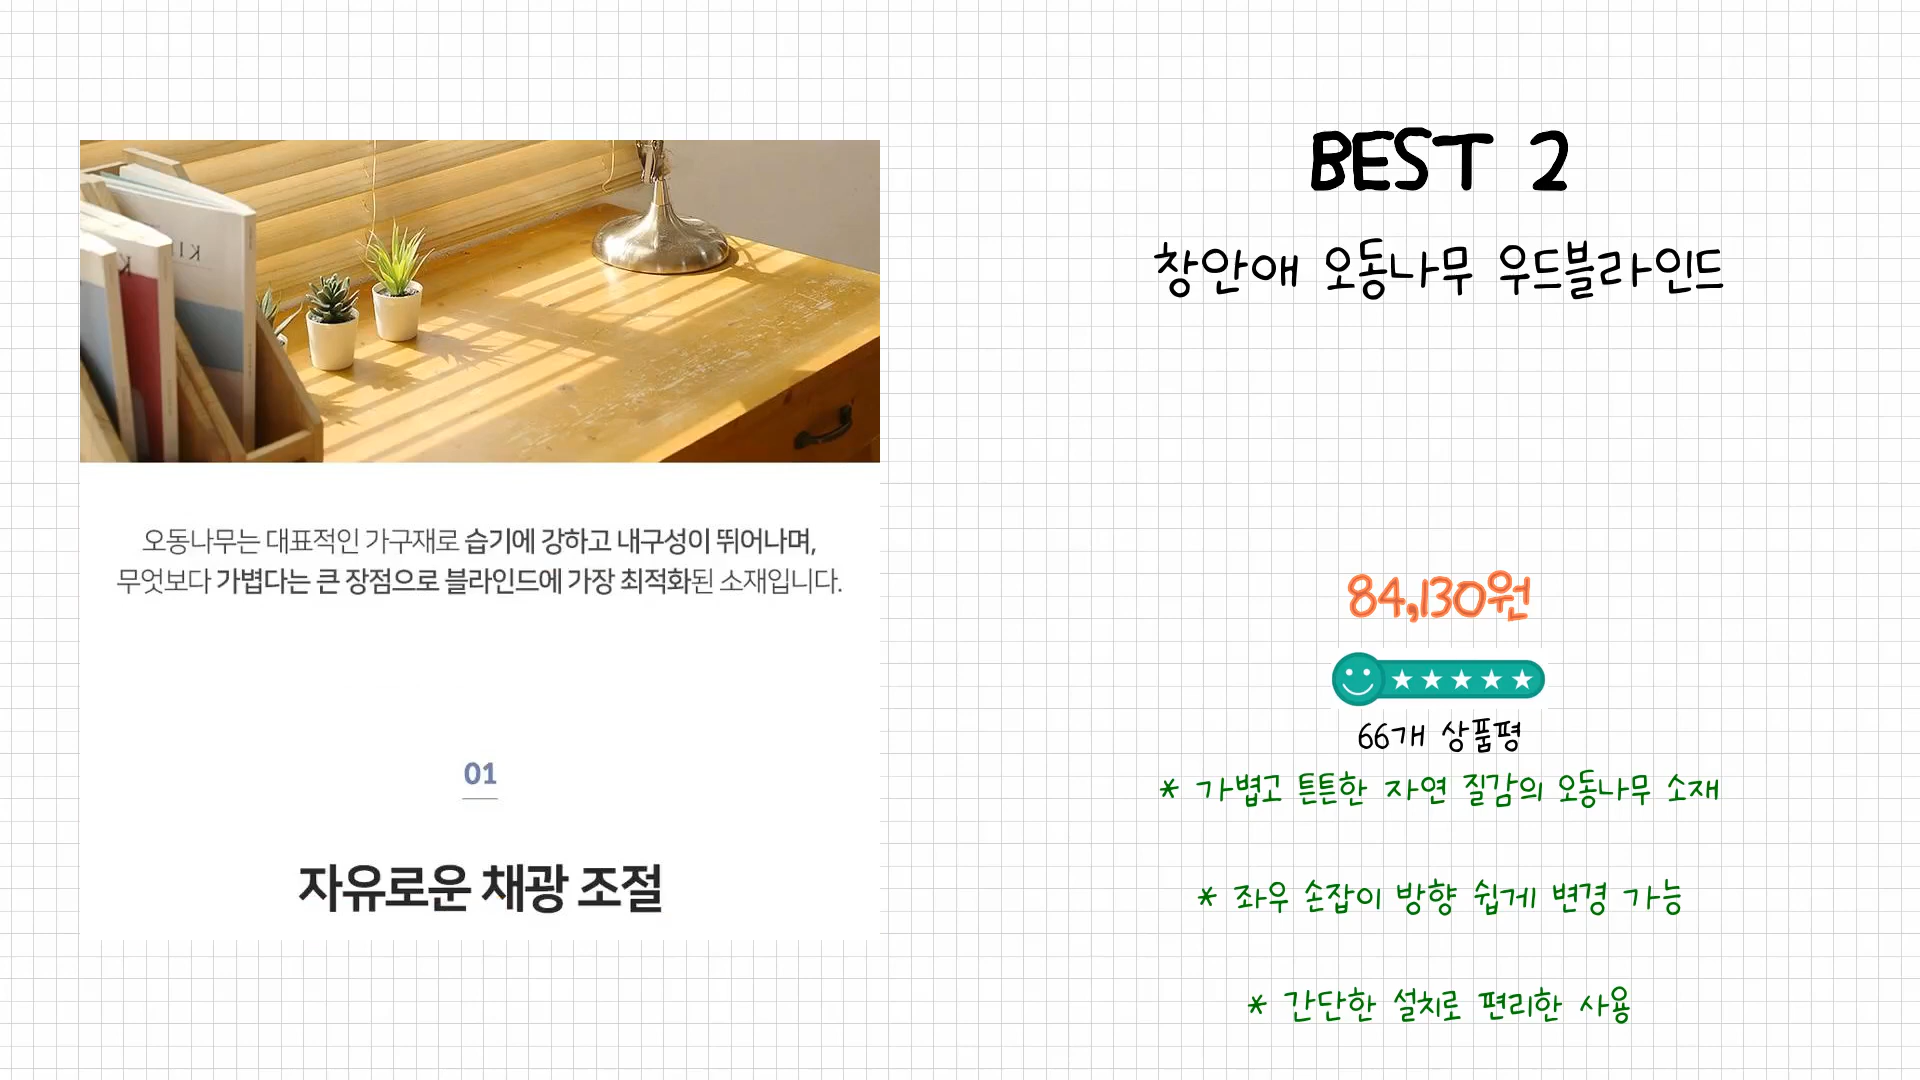 오동나무는 대표적인 가구재로 습기에 강하고 내구성이 뛰어나며,
무엇보다 가볍다는 큰 장점으로 블라인드에 가장 최적화된 소재입니다.
01
자유로운 채광 조절
BEST 2
창안애 오동나무 우드블라인드
84,130원
66개 상품평
* 가볍고 튼튼한 자연 질감의 오동나무 소재
* 좌우 손잡이 방향 쉽게 변경 가능
* 간단한 설치로 편리한 사용